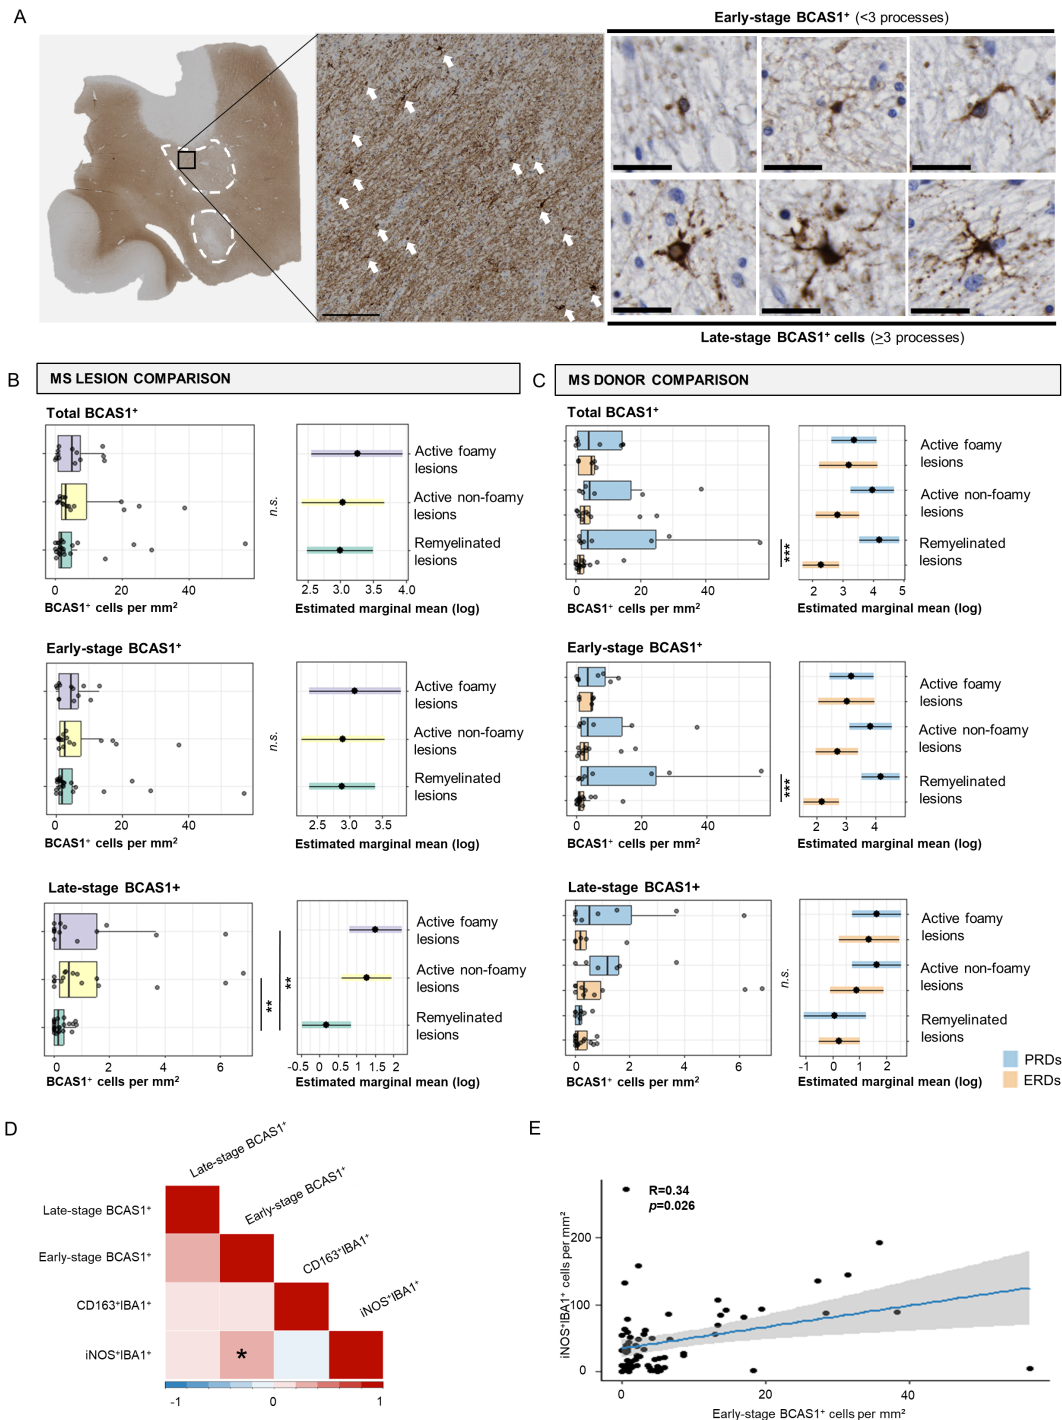 A
Early-stage BCAS1⁺ (<3 processes)
Late-stage BCAS1⁺ cells (≥3 processes)
B
MS LESION COMPARISON
Total BCAS1⁺
n.s.
Active foamy
lesions
Active non-foamy
lesions
Remyelinated
lesions
0 20 40
BCAS1⁺ cells per mm²
2.5 3.0 3.5 4.0
Estimated marginal mean (log)
Early-stage BCAS1⁺
n.s.
Active foamy
lesions
Active non-foamy
lesions
Remyelinated
lesions
0 20 40
BCAS1⁺ cells per mm²
2.5 3.0 3.5
Estimated marginal mean (log)
Late-stage BCAS1+
**
**
Active foamy
lesions
Active non-foamy
lesions
Remyelinated
lesions
0 2 4 6
BCAS1⁺ cells per mm²
-0.5 0 0.5 1 1.5 2
Estimated marginal mean (log)
C
MS DONOR COMPARISON
Total BCAS1⁺
***
Active foamy
lesions
Active non-foamy
lesions
Remyelinated
lesions
0 20 40
BCAS1⁺ cells per mm²
2 3 4 5
Estimated marginal mean (log)
Early-stage BCAS1⁺
***
Active foamy
lesions
Active non-foamy
lesions
Remyelinated
lesions
0 20 40
BCAS1⁺ cells per mm²
2 3 4
Estimated marginal mean (log)
Late-stage BCAS1+
n.s.
Active foamy
lesions
Active non-foamy
lesions
Remyelinated
lesions
0 2 4 6
BCAS1⁺ cells per mm²
-1 0 1 2
Estimated marginal mean (log)
PRDs
ERDs
D
Late-stage BCAS1⁺
Early-stage BCAS1⁺
CD163⁺IBA1⁺
iNOS⁺IBA1⁺
Late-stage BCAS1⁺
Early-stage BCAS1⁺
CD163⁺IBA1⁺
iNOS⁺IBA1⁺
*
-1 0 1
E
R=0.34
p=0.026
iNOS⁺IBA1⁺ cells per mm²
200
100
0
0 20 40
Early-stage BCAS1⁺ cells per mm²